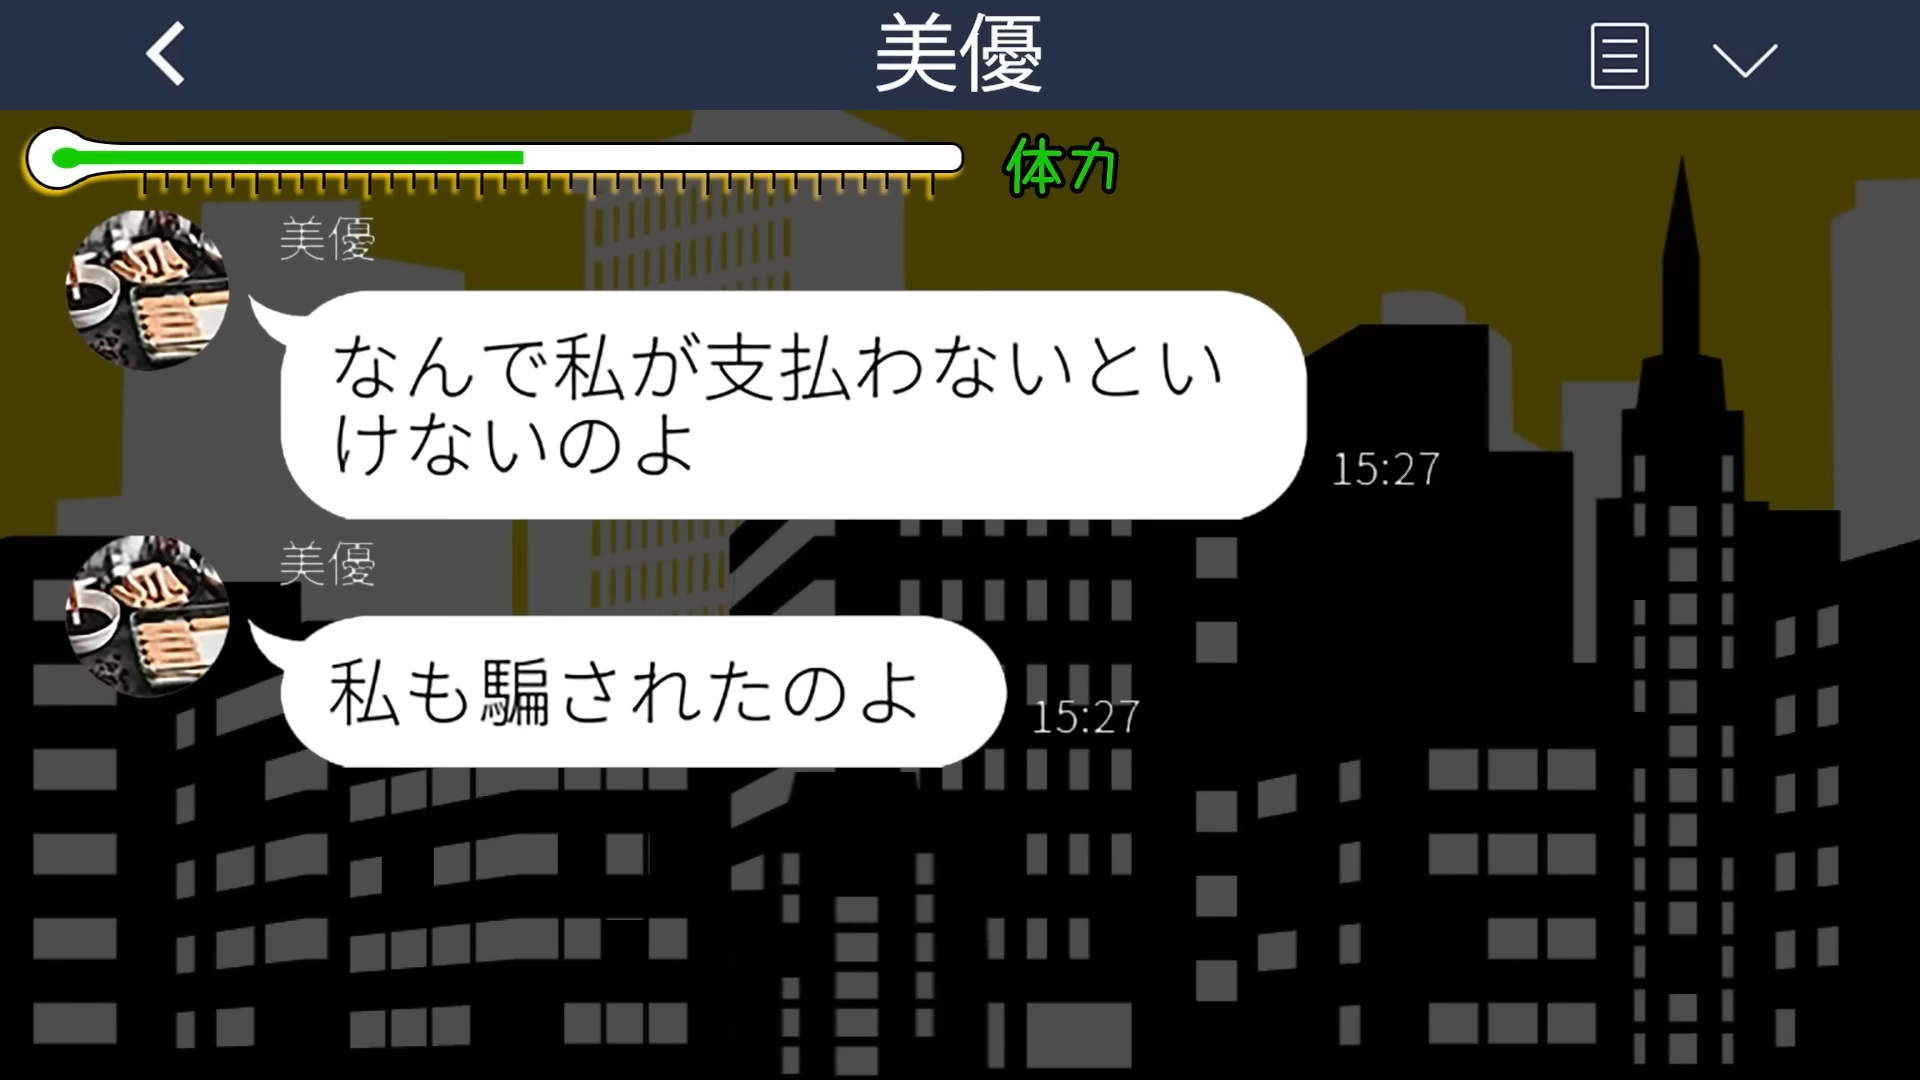 美優
体力
美優
なんで私が支払わないとい
けないのよ
15:27
美優
私も騙されたのよ
15:27